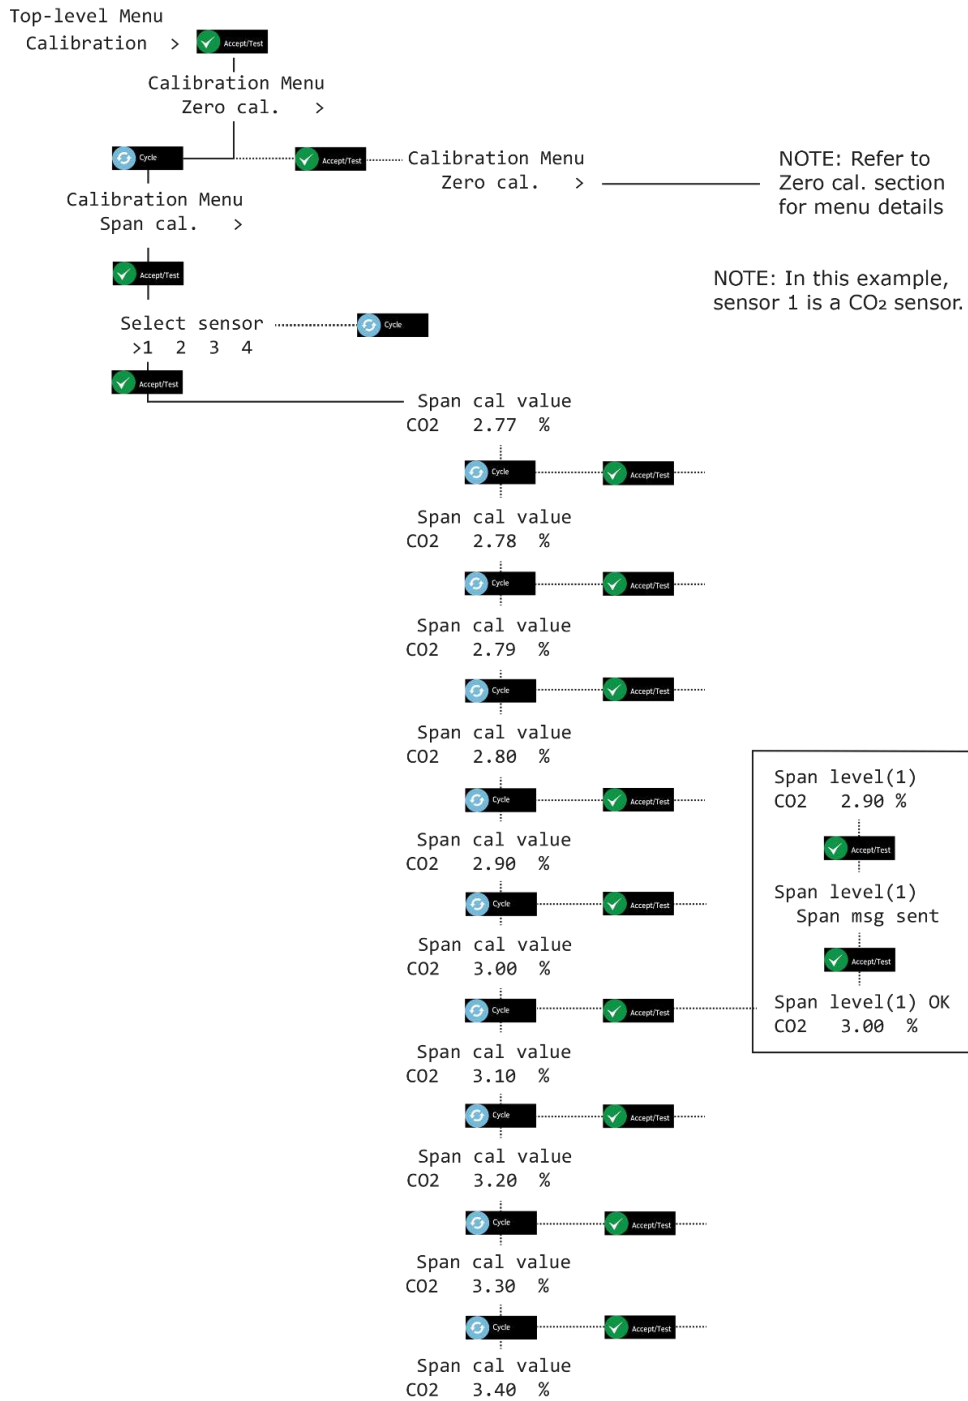 Top-level Menu
Calibration > Accept/Test
Calibration Menu
Zero cal. >
Cycle Accept/Test Calibration Menu
Zero cal. >
NOTE: Refer to
Zero cal. section
for menu details
Calibration Menu
Span cal. >
Accept/Test
NOTE: In this example,
sensor 1 is a CO₂ sensor.
Select sensor Cycle
>1 2 3 4
Accept/Test
Span cal value
CO2 2.77 %
Cycle Accept/Test
Span cal value
CO2 2.78 %
Cycle Accept/Test
Span cal value
CO2 2.79 %
Cycle Accept/Test
Span cal value
CO2 2.80 %
Cycle Accept/Test
Span cal value
CO2 2.90 %
Cycle Accept/Test
Span cal value
CO2 3.00 %
Cycle Accept/Test
Span level(1)
CO2 2.90 %
Accept/Test
Span level(1)
Span msg sent
Accept/Test
Span level(1) OK
CO2 3.00 %
Span cal value
CO2 3.10 %
Cycle Accept/Test
Span cal value
CO2 3.20 %
Cycle Accept/Test
Span cal value
CO2 3.30 %
Cycle Accept/Test
Span cal value
CO2 3.40 %